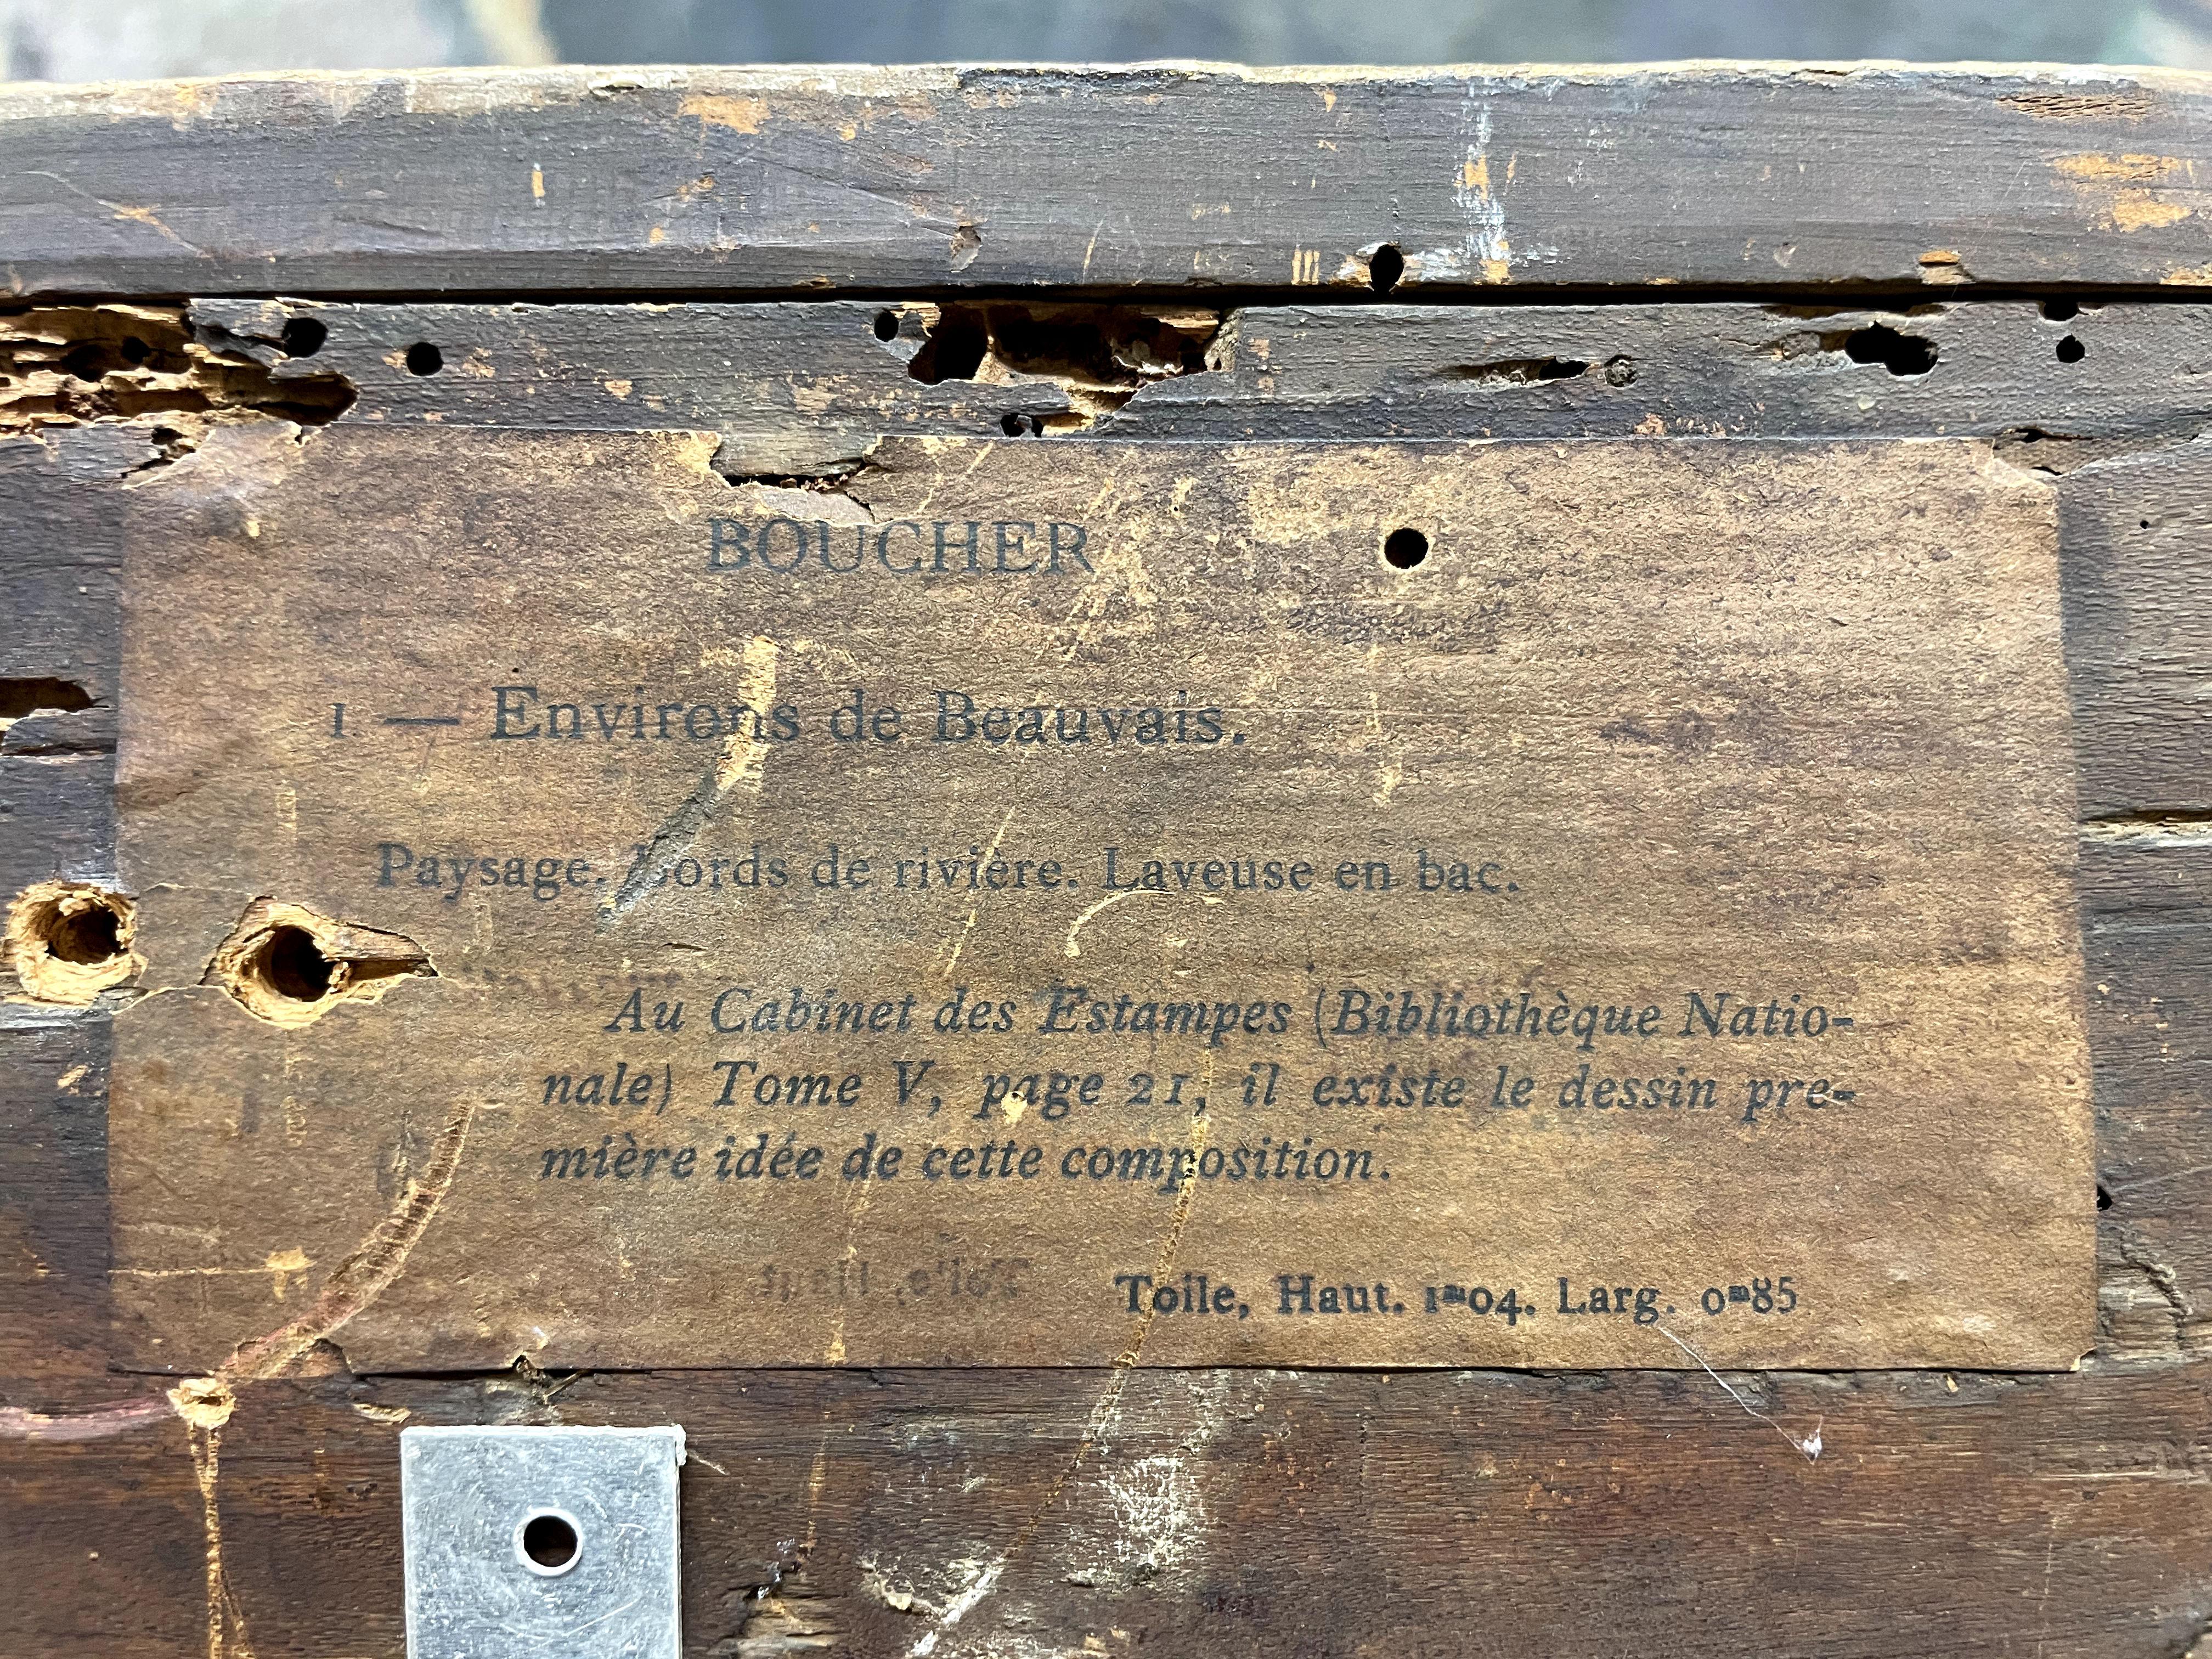 BOUCHER
1. — Environs de Beauvais.
Paysage. Bords de rivière. Laveuse en bac.
Au Cabinet des Estampes (Bibliothèque Natio-
nale) Tome V, page 21, il existe le dessin pre-
mière idée de cette composition.
Toile, Haut. 1ᵐ04. Larg. 0ᵐ85